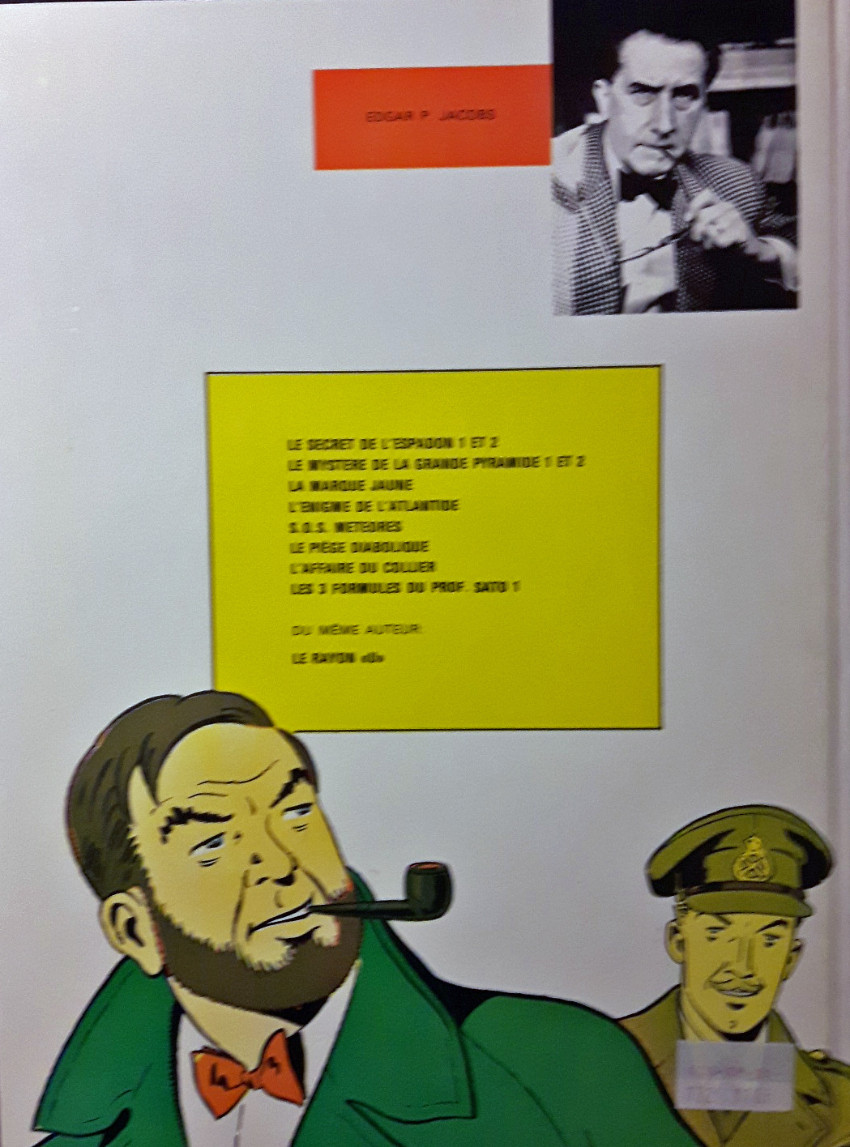 EDGAR P. JACOBS
LE SECRET DE L'ESPADON 1 ET 2
LE MYSTERE DE LA GRANDE PYRAMIDE 1 ET 2
LA MARQUE JAUNE
L'ENIGME DE L'ATLANTIDE
S.O.S. METEORES
LE PIÈGE DIABOLIQUE
L'AFFAIRE DU COLLIER
LES 3 FORMULES DU PROF. SATO 1
DU MÊME AUTEUR:
LE RAYON «U»